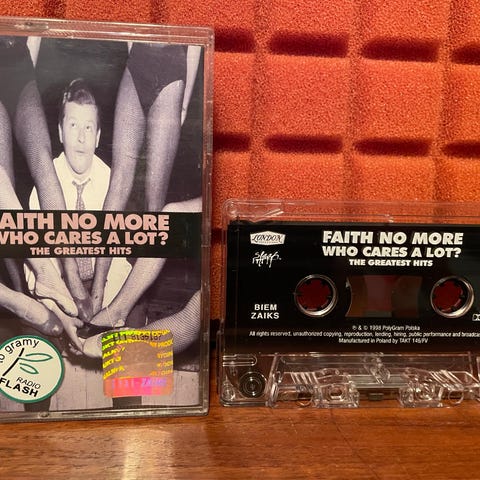 FAITH NO MORE
WHO CARES A LOT?
THE GREATEST HITS
gramy
RADIO
FLASH
LONDON
FAITH NO MORE
WHO CARES A LOT?
THE GREATEST HITS
BIEM
ZAIKS
℗ & © 1998 PolyGram Polska
All rights reserved, unauthorized copying, reproduction, lending, hiring, public performance and broadcas
Manufactured in Poland by TAKT 146/FV